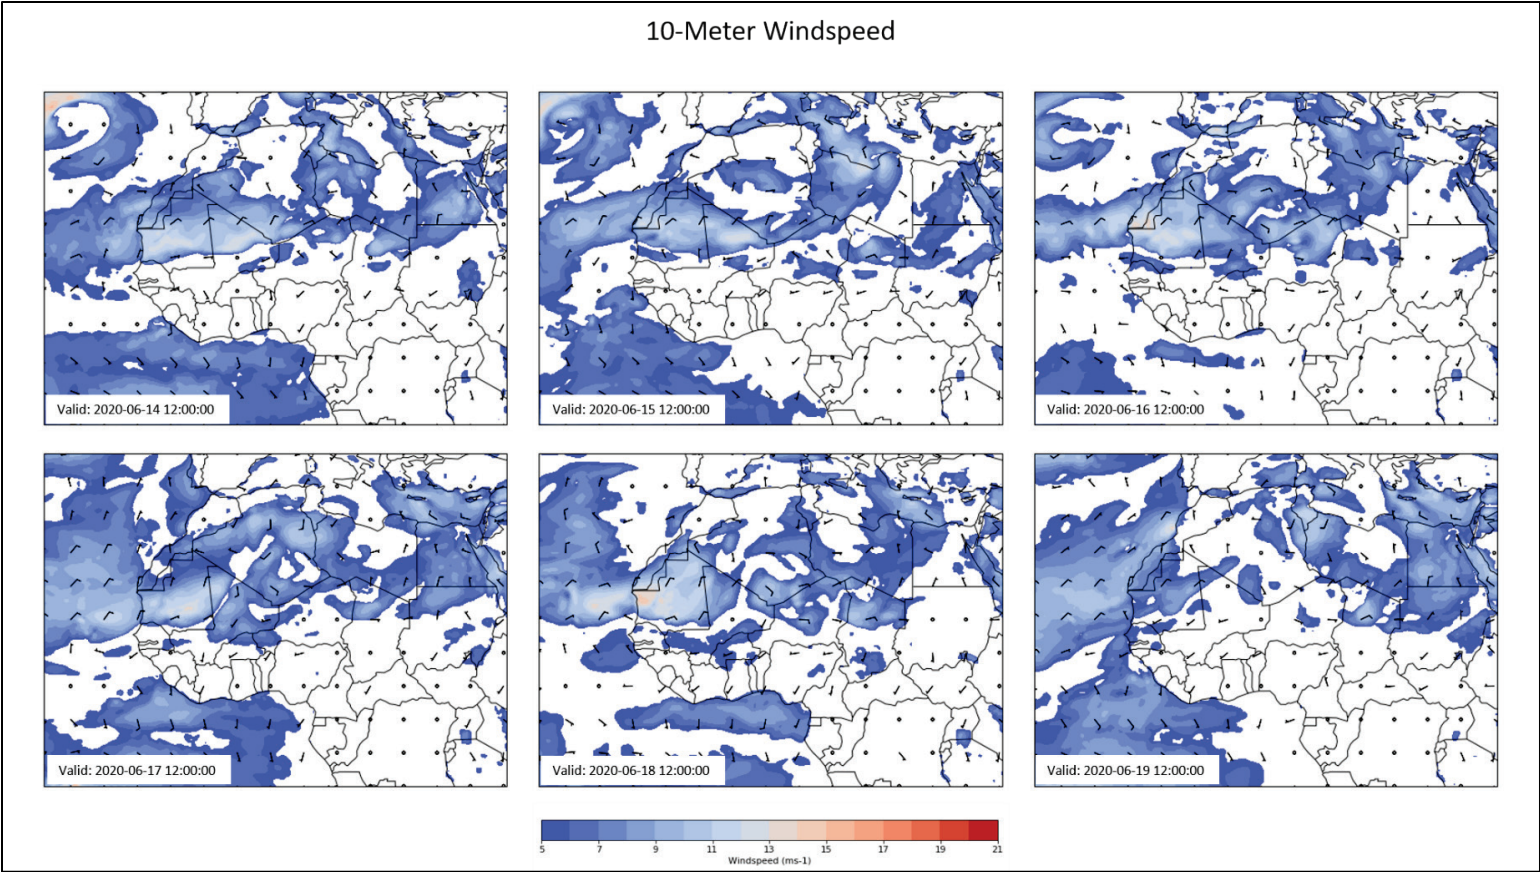 10-Meter Windspeed
Valid: 2020-06-14 12:00:00
Valid: 2020-06-15 12:00:00
Valid: 2020-06-16 12:00:00
Valid: 2020-06-17 12:00:00
Valid: 2020-06-18 12:00:00
Valid: 2020-06-19 12:00:00
5 7 9 11 13 15 17 19 21
Windspeed (ms-1)